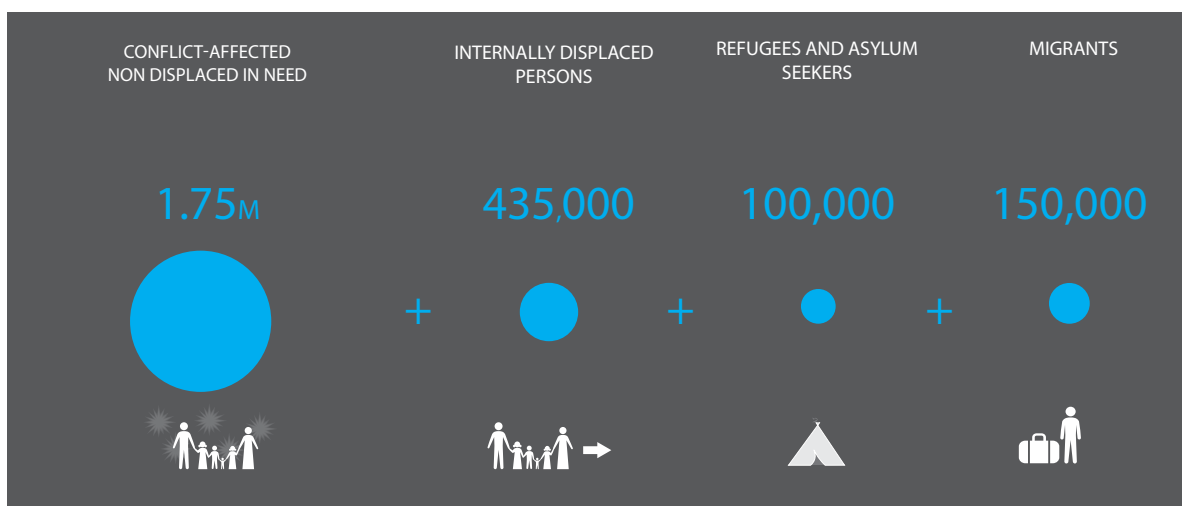 CONFLICT-AFFECTED
NON DISPLACED IN NEED
INTERNALLY DISPLACED
PERSONS
REFUGEES AND ASYLUM
SEEKERS
MIGRANTS
1.75M
435,000
100,000
150,000
+
+
+